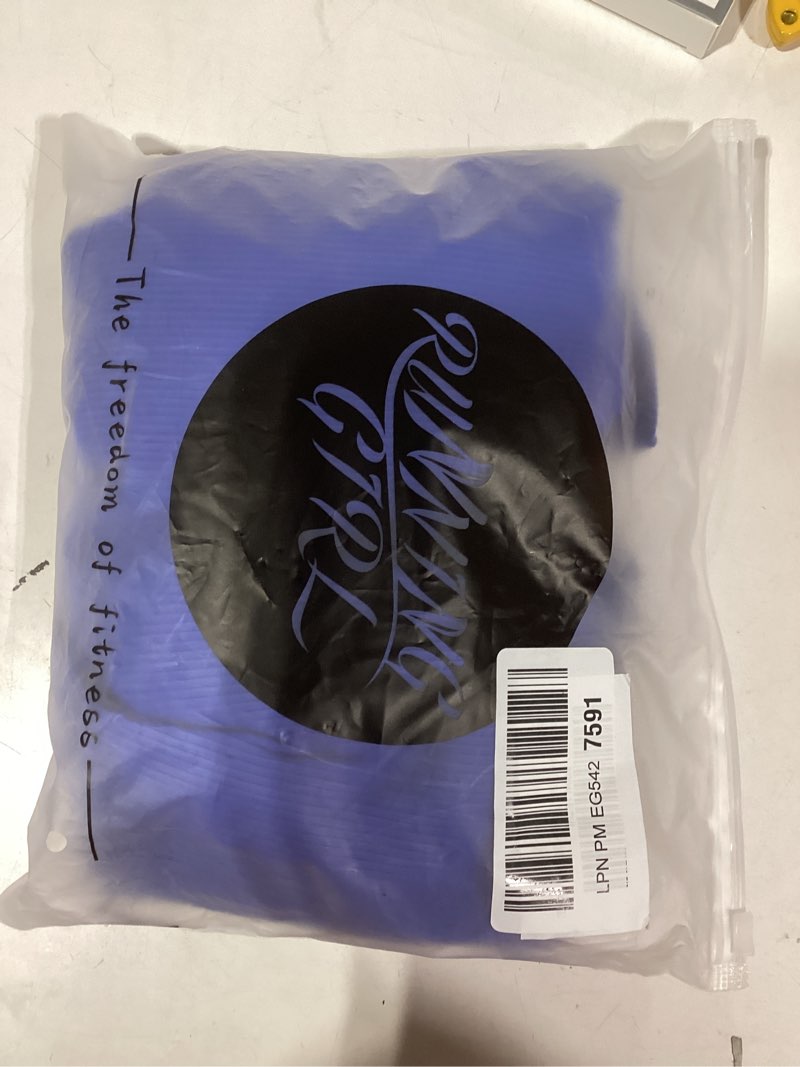 RUNNING
GIRL
The freedom of fitness
LPN PM EG542 7591